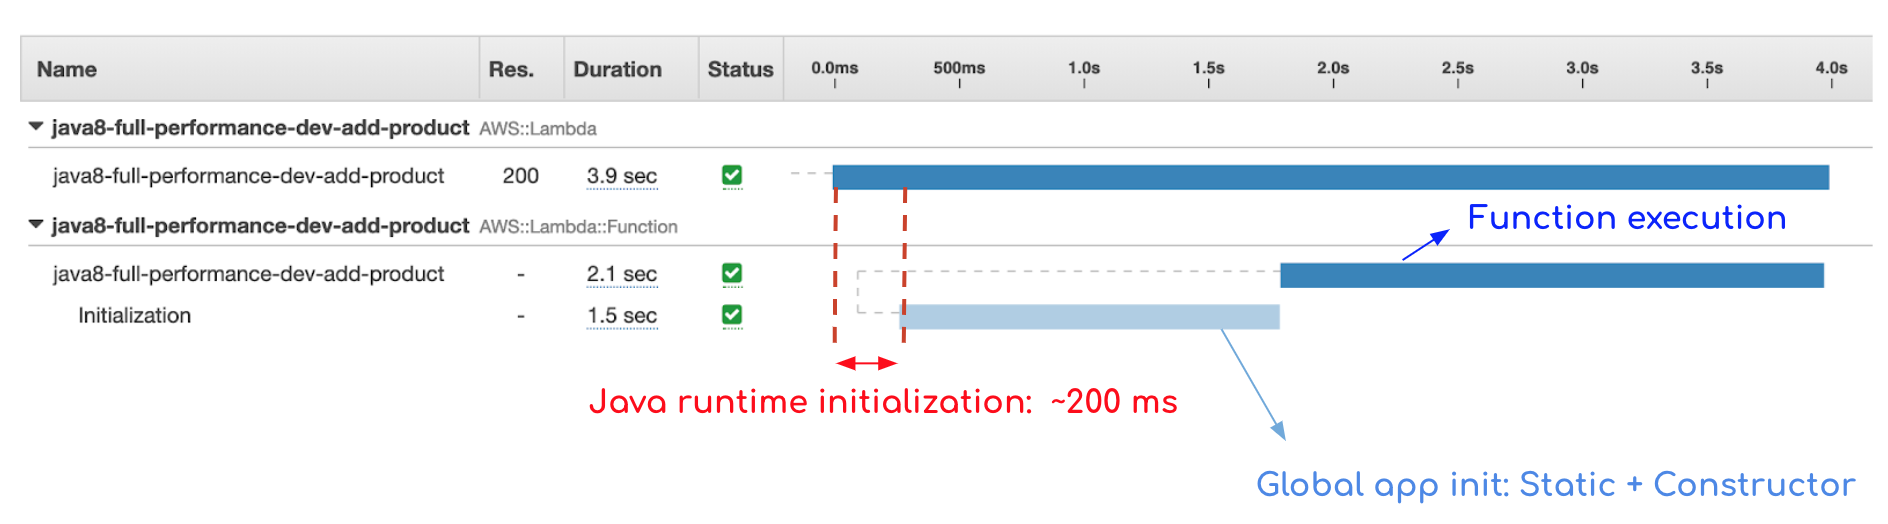 Name Res. Duration Status 0.0ms 500ms 1.0s 1.5s 2.0s 2.5s 3.0s 3.5s 4.0s
java8-full-performance-dev-add-product AWS::Lambda
java8-full-performance-dev-add-product 200 3.9 sec
java8-full-performance-dev-add-product AWS::Lambda::Function
Function execution
java8-full-performance-dev-add-product - 2.1 sec
Initialization - 1.5 sec
Java runtime initialization: ~200 ms
Global app init: Static + Constructor